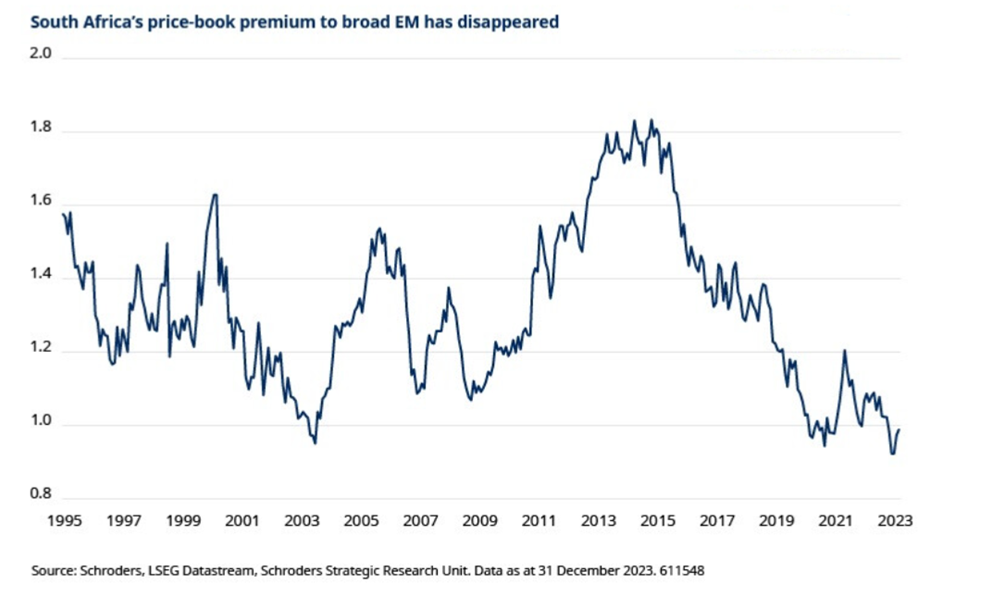 South Africa's price-book premium to broad EM has disappeared
2.0
1.8
1.6
1.4
1.2
1.0
0.8
1995 1997 1999 2001 2003 2005 2007 2009 2011 2013 2015 2017 2019 2021 2023
Source: Schroders, LSEG Datastream, Schroders Strategic Research Unit. Data as at 31 December 2023. 611548